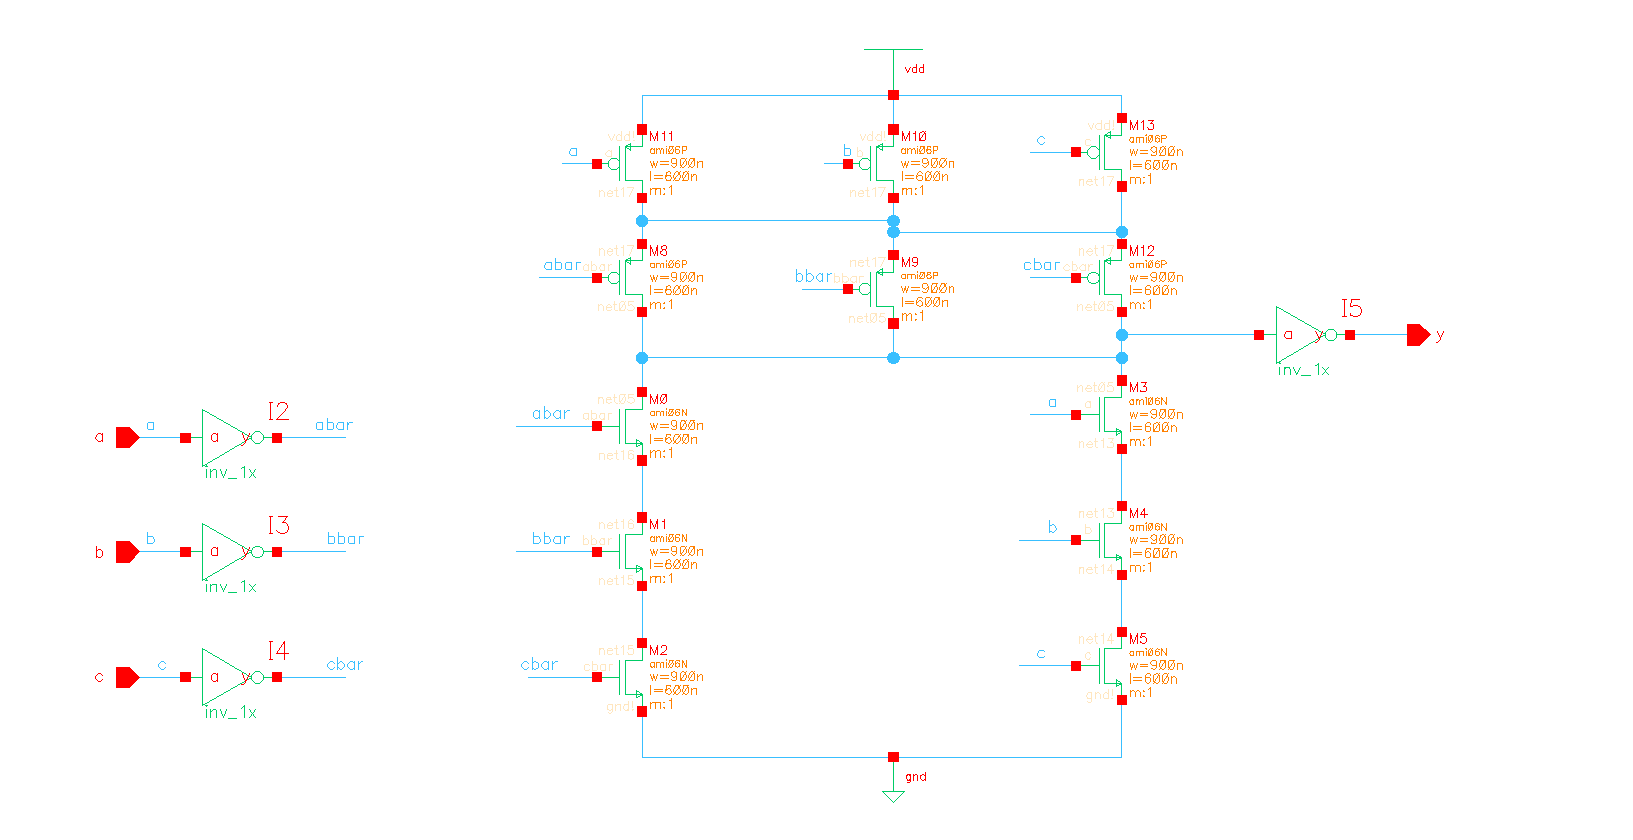 vdd
vdd!
M11
ami06P
a
w=900n
l=600n
net17
m:1
vdd!
M10
ami06P
b
w=900n
l=600n
net17
m:1
vdd!
M13
ami06P
c
w=900n
l=600n
net17
m:1
net17
M8
ami06P
abar
abar
w=900n
l=600n
net05
m:1
net17
M9
ami06P
bbar
bbar
w=900n
l=600n
net05
m:1
net17
M12
ami06P
cbar
cbar
w=900n
l=600n
net05
m:1
I5
a
y
y
inv_1x
net05
M0
ami06N
abar
abar
w=900n
l=600n
net16
m:1
net05
M3
ami06N
a
a
w=900n
l=600n
net13
m:1
I2
a
a
a
y
abar
inv_1x
net16
M1
ami06N
bbar
bbar
w=900n
l=600n
net15
m:1
net13
M4
ami06N
b
b
w=900n
l=600n
net14
m:1
I3
b
b
a
y
bbar
inv_1x
net15
M2
ami06N
cbar
cbar
w=900n
l=600n
gnd!
m:1
net14
M5
ami06N
c
c
w=900n
l=600n
gnd!
m:1
I4
c
c
a
y
cbar
inv_1x
gnd